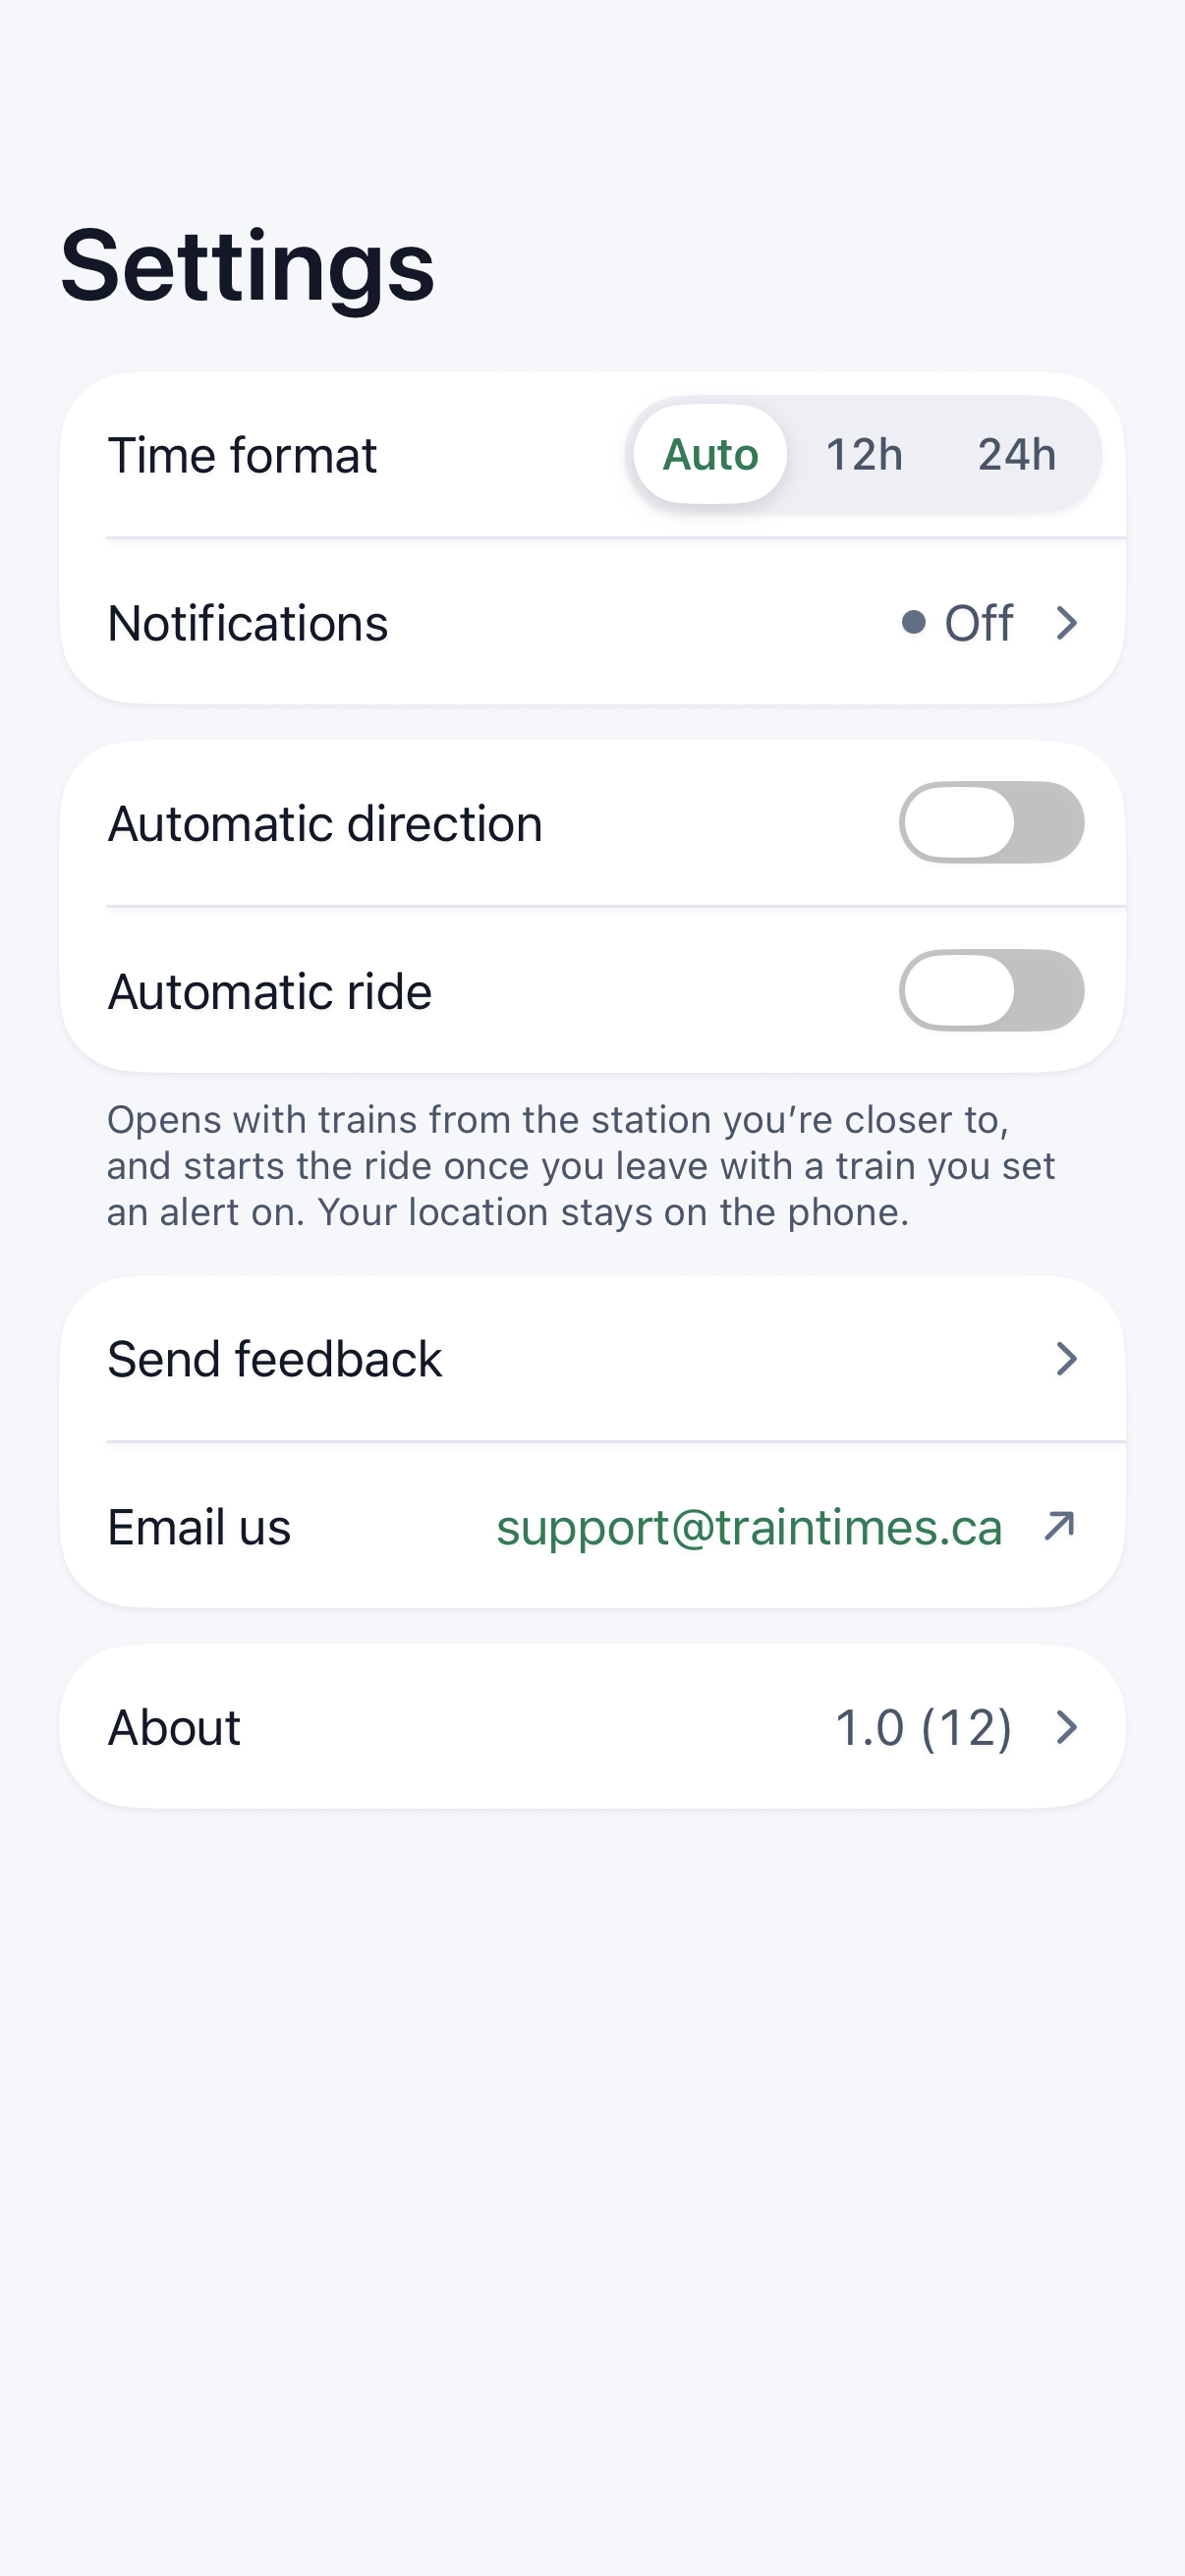 Settings
Time format Auto 12h 24h
Notifications Off
Automatic direction
Automatic ride
Opens with trains from the station you’re closer to,
and starts the ride once you leave with a train you set
an alert on. Your location stays on the phone.
Send feedback
Email us support@traintimes.ca
About 1.0 (12)